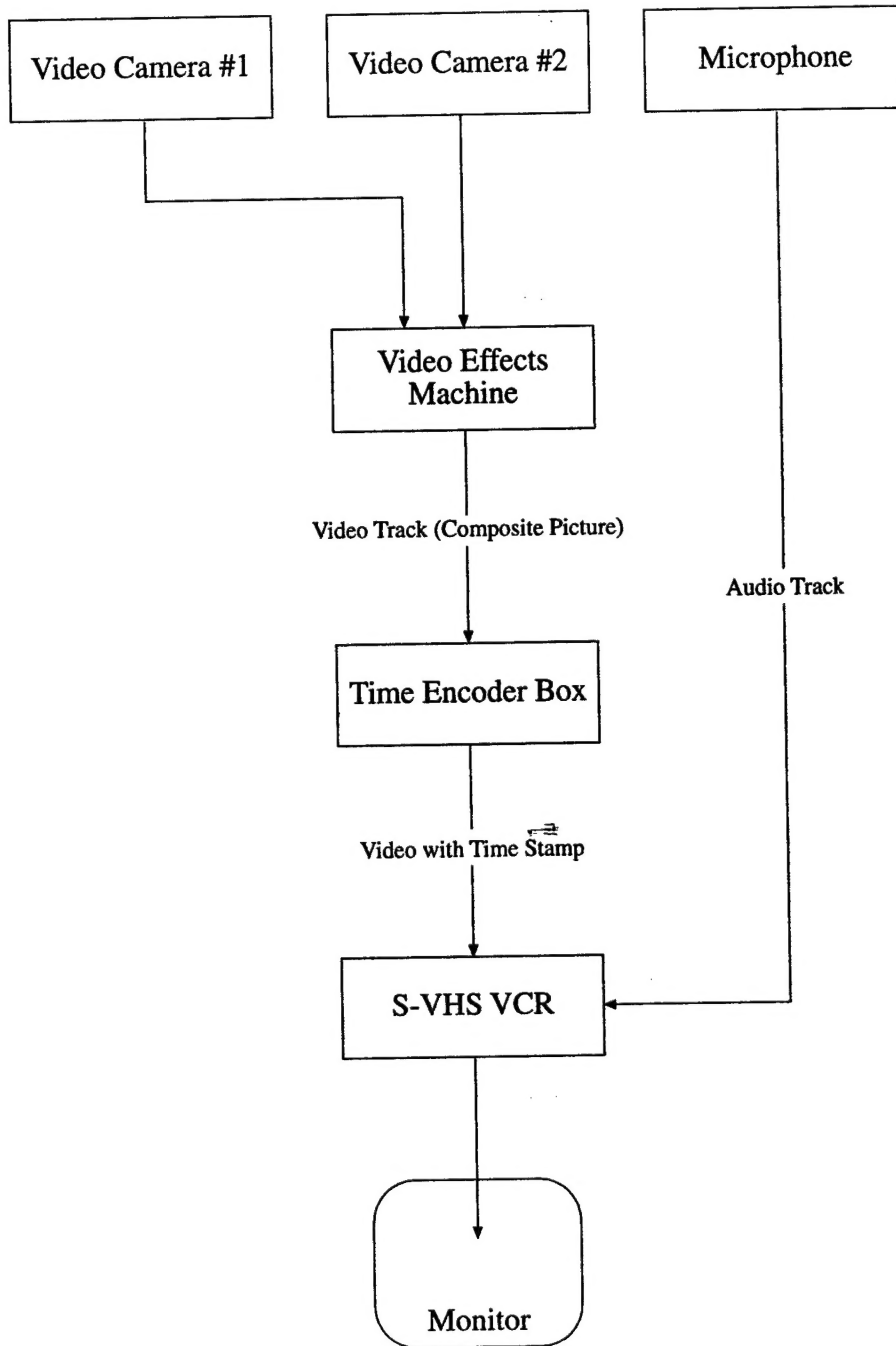 Video Camera #1
Video Camera #2
Microphone
Video Effects
Machine
Video Track (Composite Picture)
Audio Track
Time Encoder Box
Video with Time Stamp
S-VHS VCR
Monitor